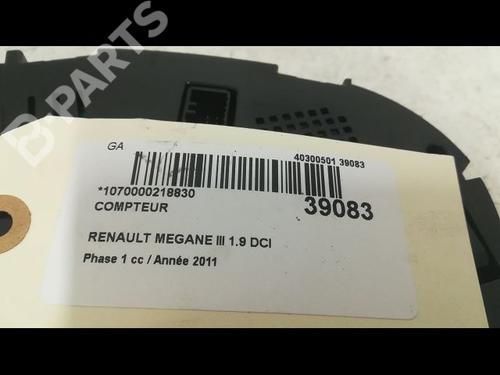 B-PARTS
GA
40300501 39083
*1070000218830
39083
COMPTEUR
RENAULT MEGANE III 1.9 DCI
Phase 1 cc / Année 2011